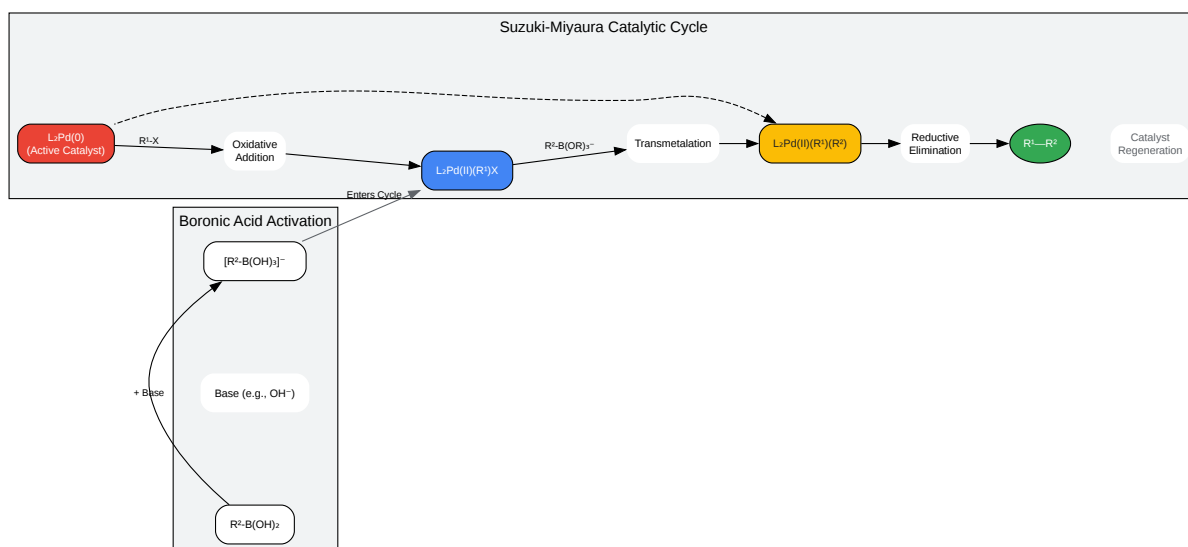 Suzuki-Miyaura Catalytic Cycle
L₂Pd(0)
(Active Catalyst)
R¹-X
Oxidative
Addition
L₂Pd(II)(R¹)X
R²-B(OR)₃⁻
Transmetalation
L₂Pd(II)(R¹)(R²)
Reductive
Elimination
R¹—R²
Catalyst
Regeneration
Enters Cycle
Boronic Acid Activation
[R²-B(OH)₃]⁻
+ Base
Base (e.g., OH⁻)
R²-B(OH)₂